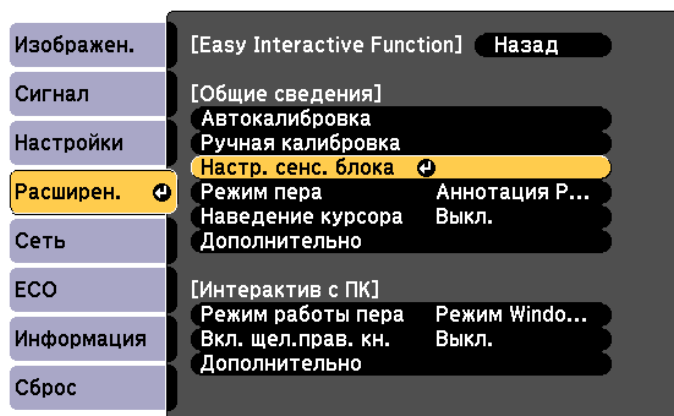 Изображен.
Сигнал
Настройки
Расширен.
Сеть
ECO
Информация
Сброс
[Easy Interactive Function] Назад
[Общие сведения]
Автокалибровка
Ручная калибровка
Настр. сенс. блока
Режим пера Аннотация P...
Наведение курсора Выкл.
Дополнительно
[Интерактив с ПК]
Режим работы пера Режим Windo...
Вкл. щел.прав. кн. Выкл.
Дополнительно